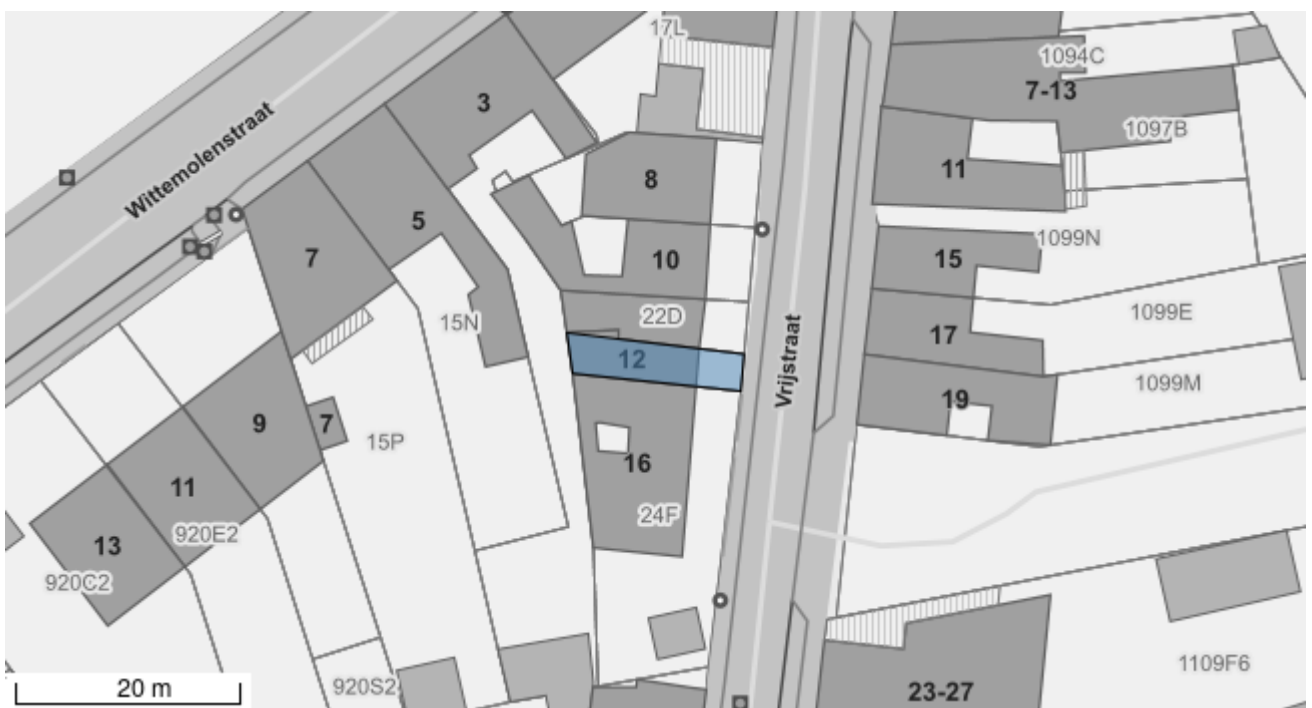 17L
1094C
3
7-13
1097B
Wittemolenstraat
8
11
5
1099N
7
10
15
15N
22D
1099E
12
17
Vrijstraat
1099M
9
7
15P
19
11
16
24F
920E2
13
920C2
1109F6
920S2
20 m
23-27